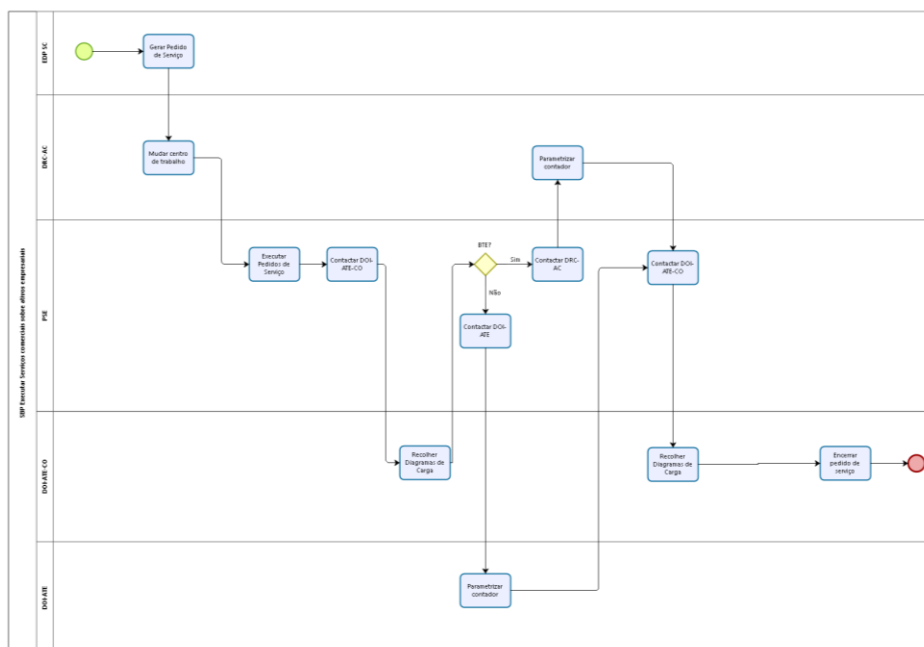 SBP Executar Serviços comerciais sobre ativos empresariais
EDP SC
Gerar Pedido
de Serviço
DRC-AC
Mudar centro
de trabalho
Parametrizar
contador
PSE
Executar
Pedidos de
Serviço
Contactar DOI-
ATE-CO
BTE?
Sim
Não
Contactar DRC-
AC
Contactar DOI-
ATE-CO
Contactar DOI-
ATE
DOI-ATE-CO
Recolher
Diagramas de
Carga
Recolher
Diagramas de
Carga
Encerrar
pedido de
serviço
DOI-ATE
Parametrizar
contador